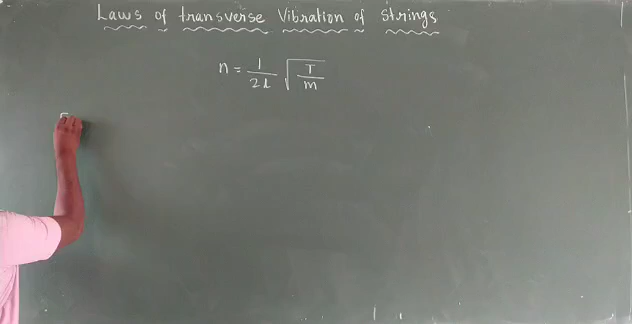 Laws of transverse Vibration of strings
n = 1/2l √T/m